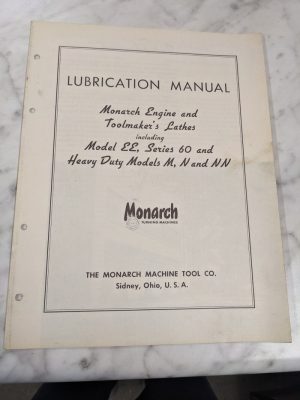 LUBRICATION MANUAL
Monarch Engine and
Toolmaker's Lathes
including
Model EE, Series 60 and
Heavy Duty Models M, N and NN
Monarch
TURNING MACHINES
THE MONARCH MACHINE TOOL CO.
Sidney, Ohio, U. S. A.